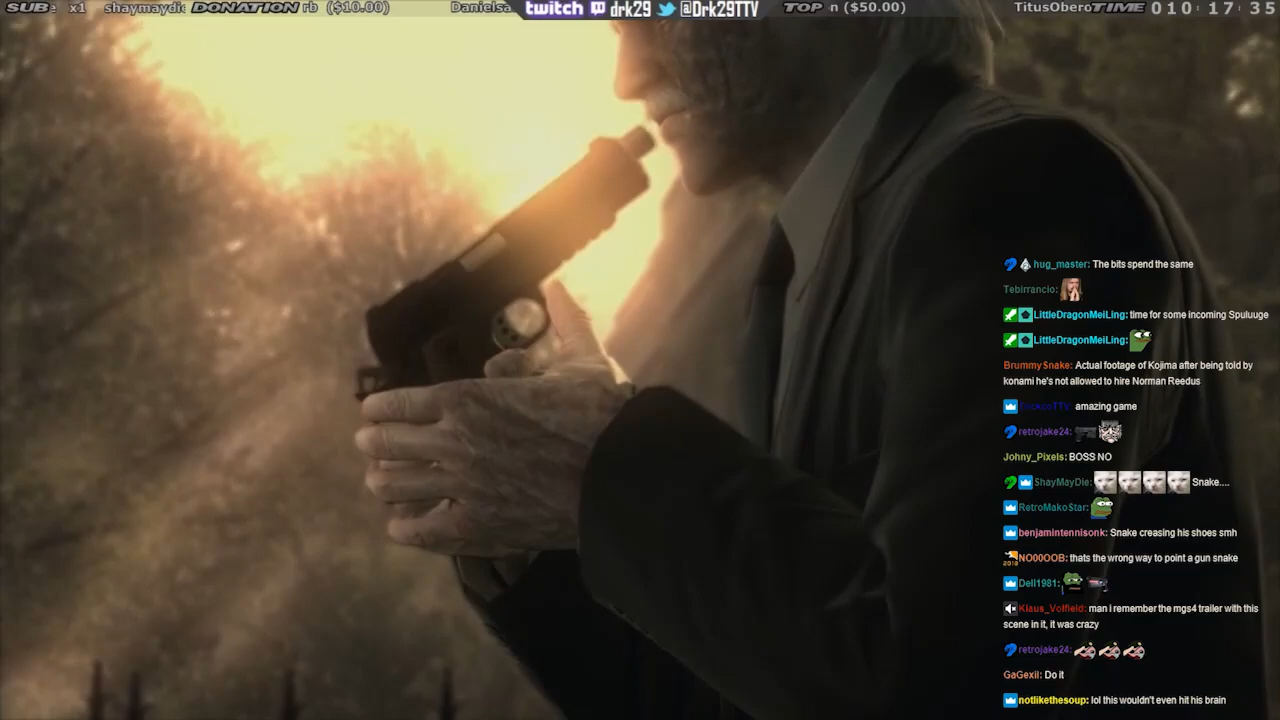 SUB: e x1 shaymaydie DONATION rb ($10.00) Danielsa twitch drk29 @Drk29TTV TOP n ($50.00) TitusObero TIME 010:17:35
hug_master: The bits spend the same
Tebirrancio:
LittleDragonMeiLing: time for some incoming Spuluuge
LittleDragonMeiLing:
BrummySnake: Actual footage of Kojima after being told by
konami he's not allowed to hire Norman Reedus
amazing game
retrojake24:
Johny_Pixels: BOSS NO
ShayMayDie: Snake....
RetroMakoStar:
benjamintennisonk: Snake creasing his shoes smh
NO00OOB: thats the wrong way to point a gun snake
Dell1981:
Klaus_Volfield: man i remember the mgs4 trailer with this
scene in it, it was crazy
retrojake24:
GaGexil: Do it
notlikethesoup: lol this wouldn't even hit his brain